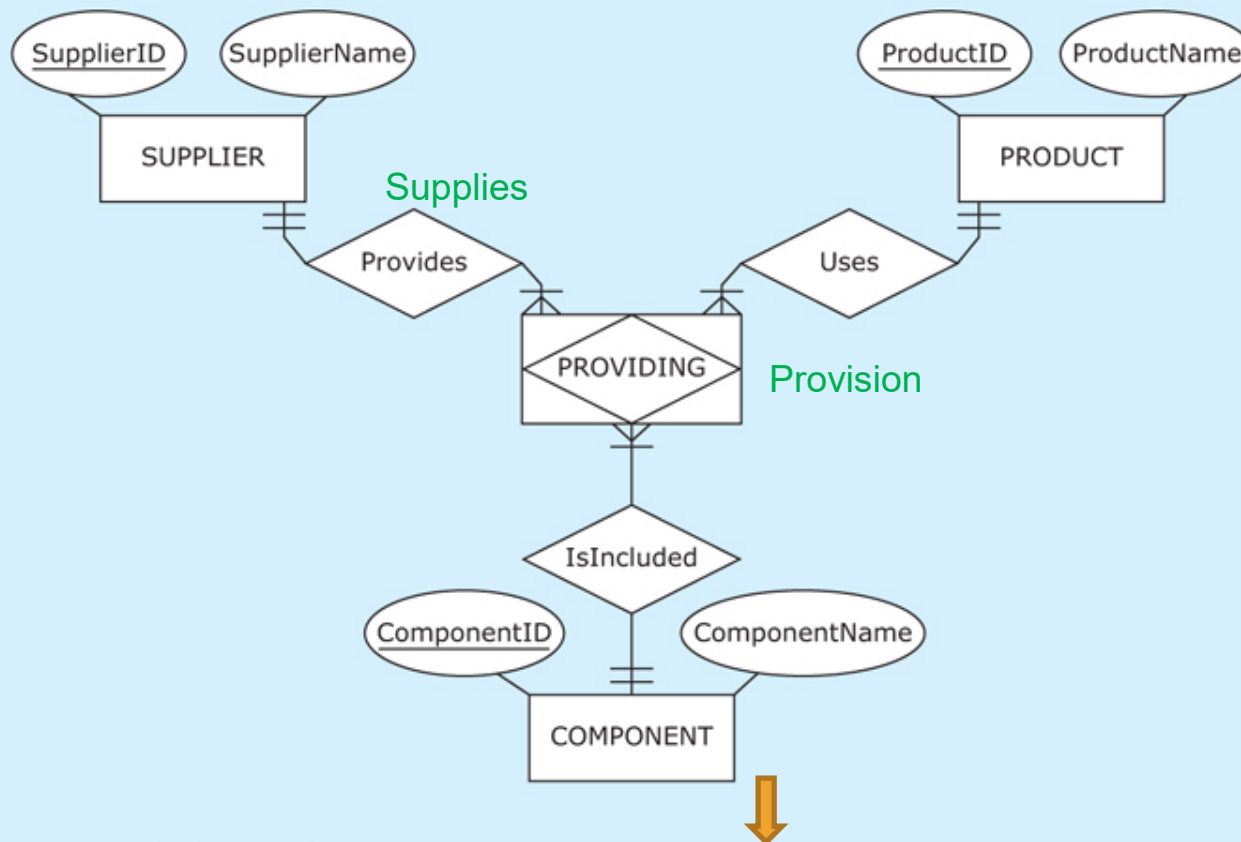 SupplierID
SupplierName
ProductID
ProductName
SUPPLIER
PRODUCT
Supplies
Provides
Uses
PROVIDING
Provision
IsIncluded
ComponentID
ComponentName
COMPONENT